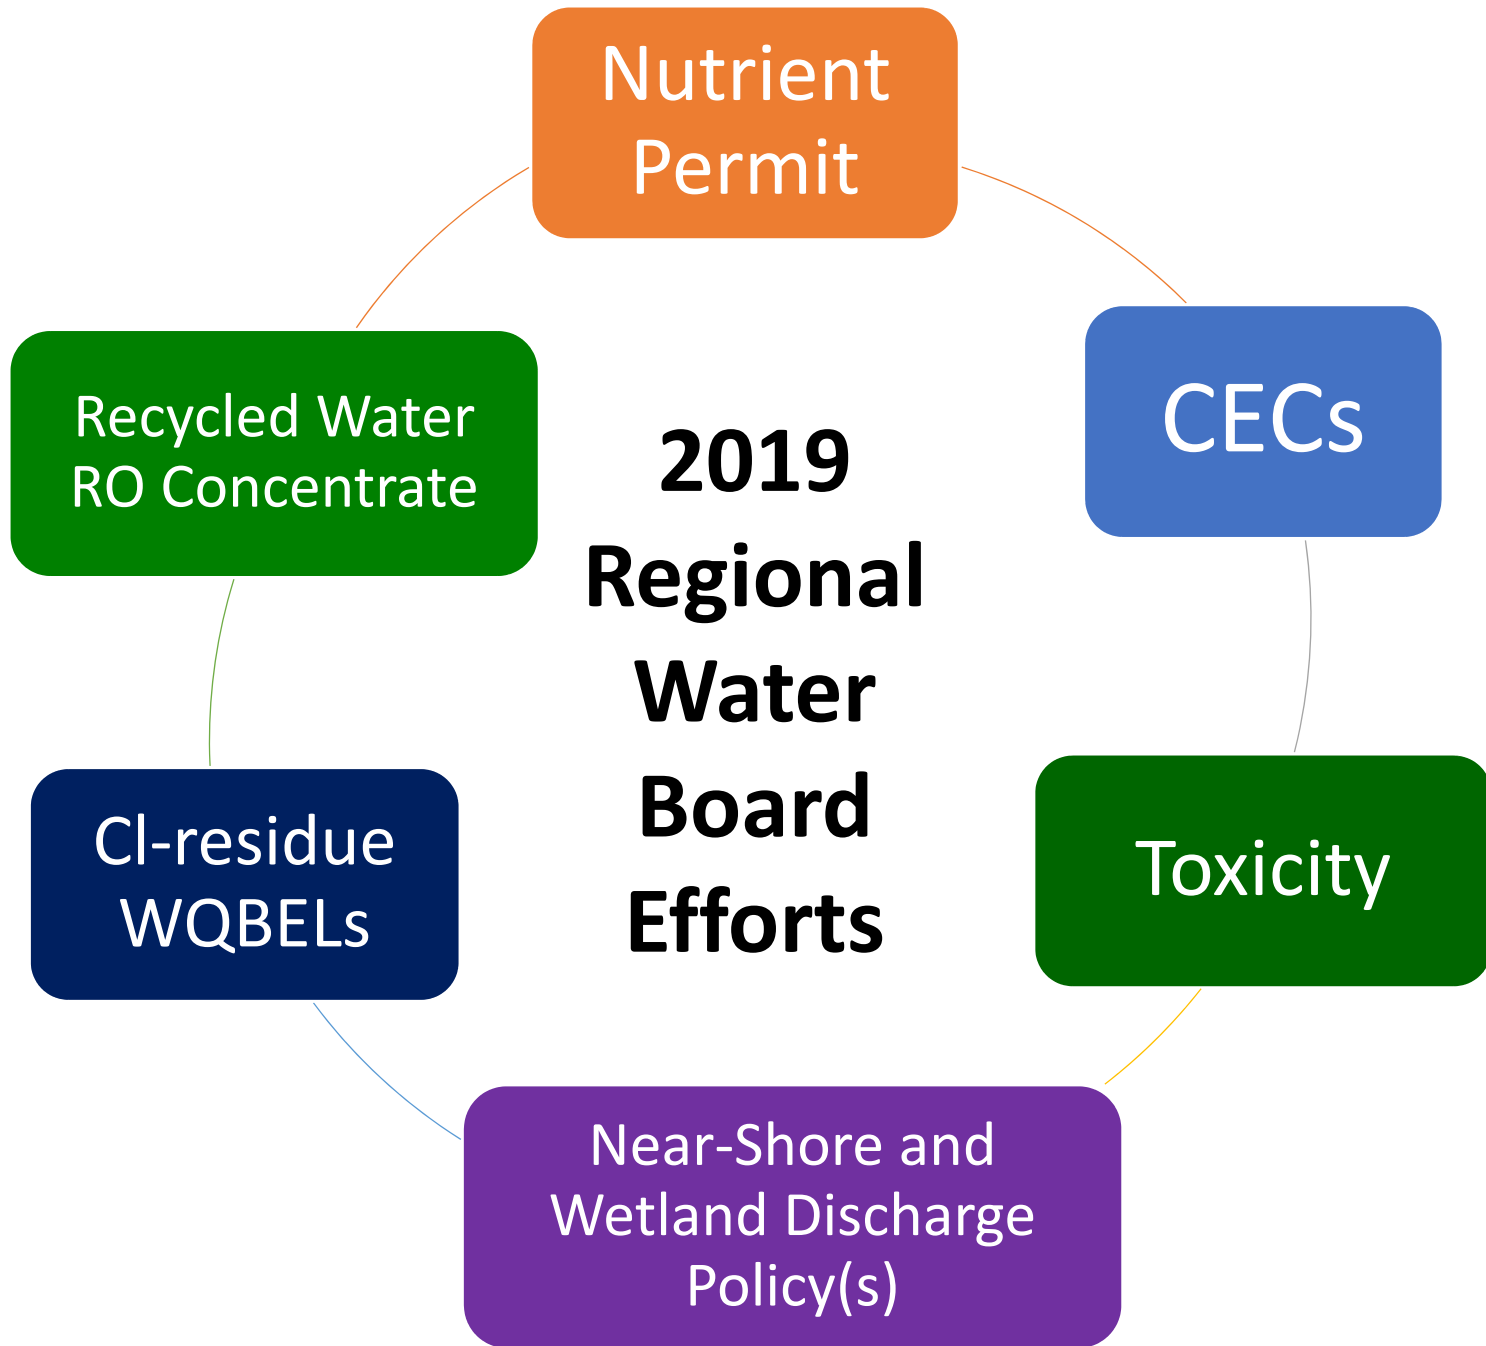 Nutrient
Permit
CECs
Toxicity
Near-Shore and
Wetland Discharge
Policy(s)
Cl-residue
WQBELs
Recycled Water
RO Concentrate
2019
Regional
Water
Board
Efforts